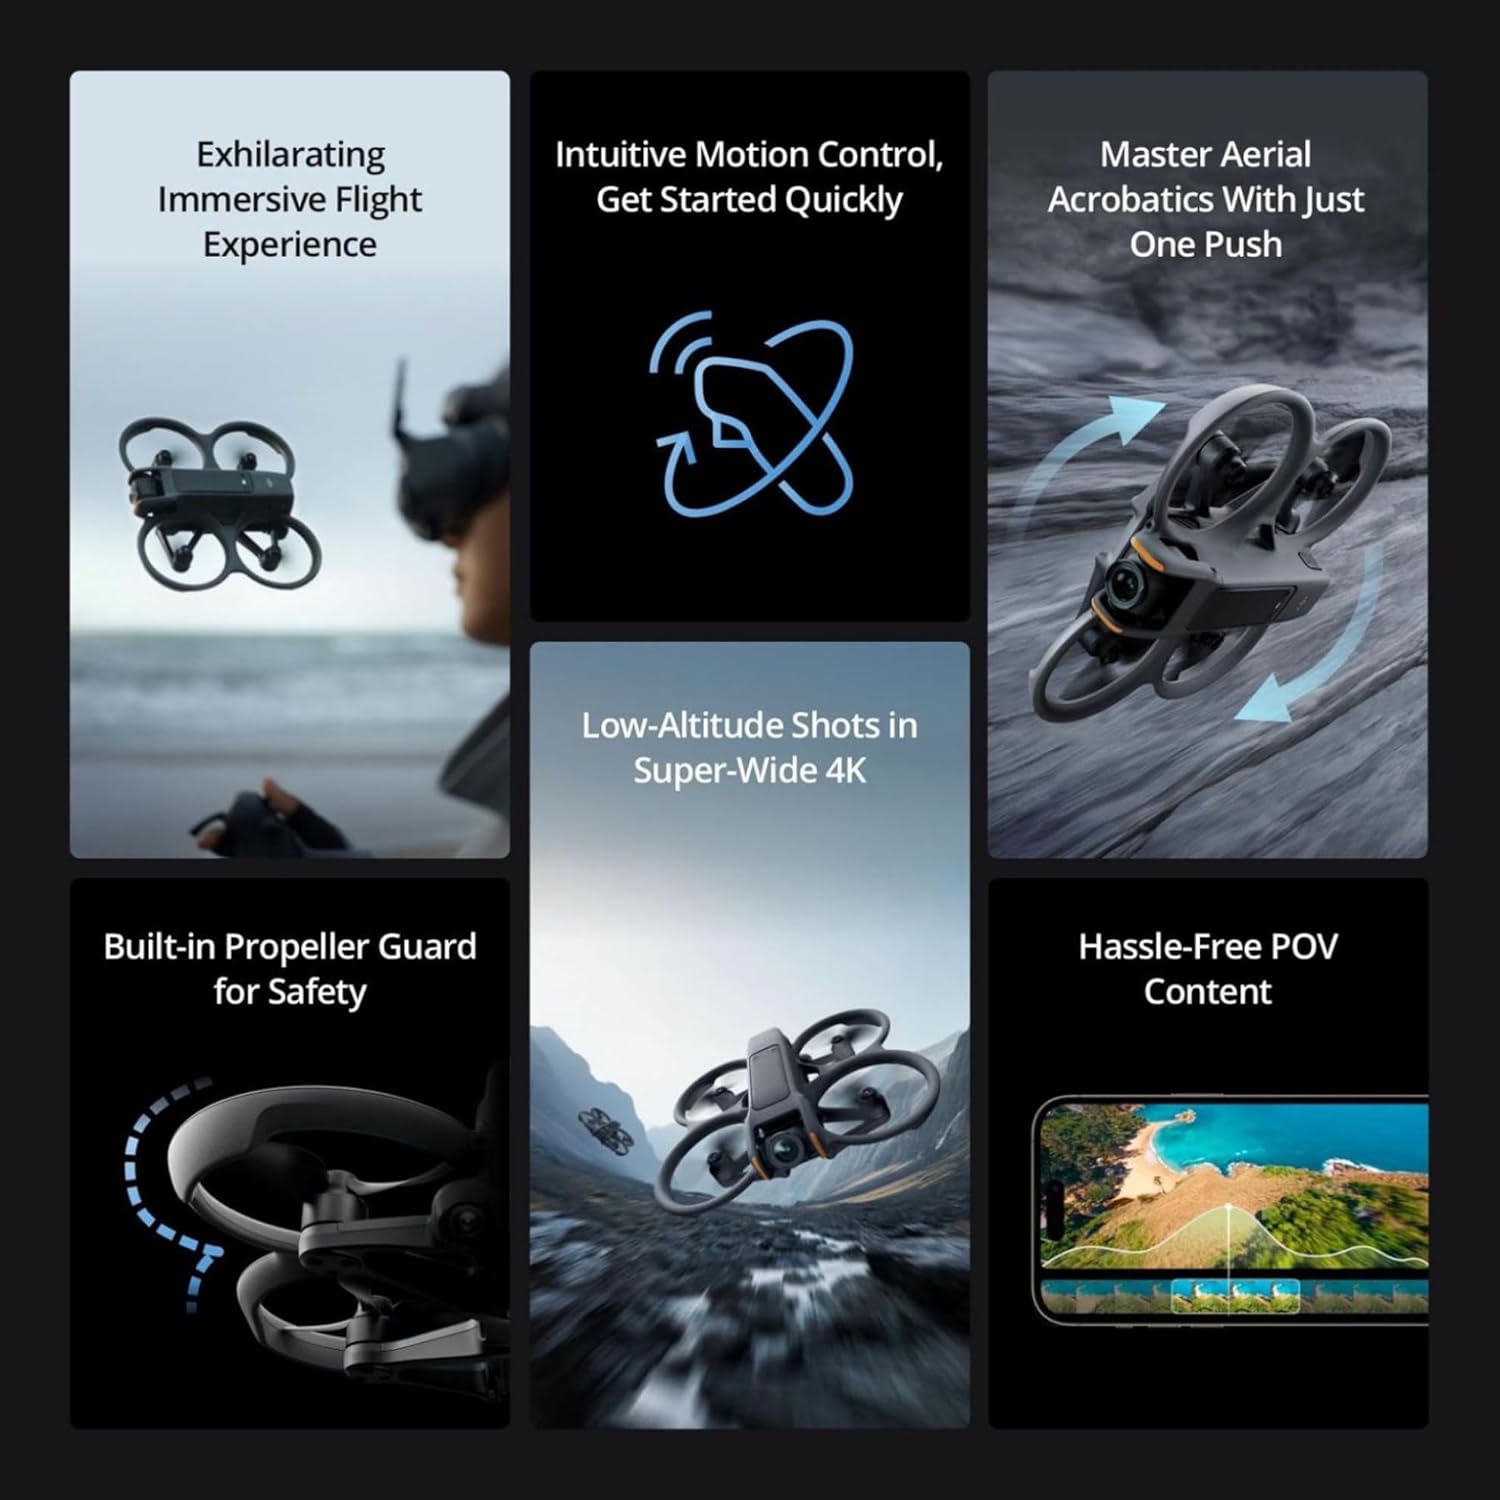 Exhilarating
Immersive Flight
Experience
Intuitive Motion Control,
Get Started Quickly
Master Aerial
Acrobatics With Just
One Push
Low-Altitude Shots in
Super-Wide 4K
Built-in Propeller Guard
for Safety
Hassle-Free POV
Content